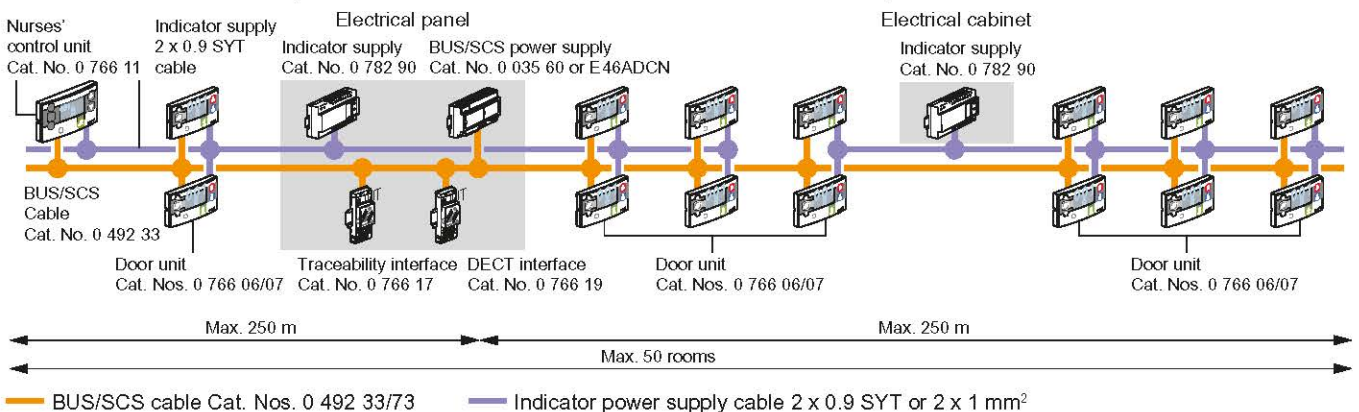 Electrical panel
Electrical cabinet
Nurses'
control unit
Cat. No. 0 766 11
Indicator supply
2 x 0.9 SYT
cable
Indicator supply
Cat. No. 0 782 90
BUS/SCS power supply
Cat. No. 0 035 60 or E46ADCN
Indicator supply
Cat. No. 0 782 90
BUS/SCS
Cable
Cat. No. 0 492 33
Door unit
Cat. Nos. 0 766 06/07
Traceability interface
Cat. No. 0 766 17
DECT interface
Cat. No. 0 766 19
Door unit
Cat. Nos. 0 766 06/07
Door unit
Cat. Nos. 0 766 06/07
Max. 250 m
Max. 250 m
Max. 50 rooms
BUS/SCS cable Cat. Nos. 0 492 33/73
Indicator power supply cable 2 x 0.9 SYT or 2 x 1 mm²